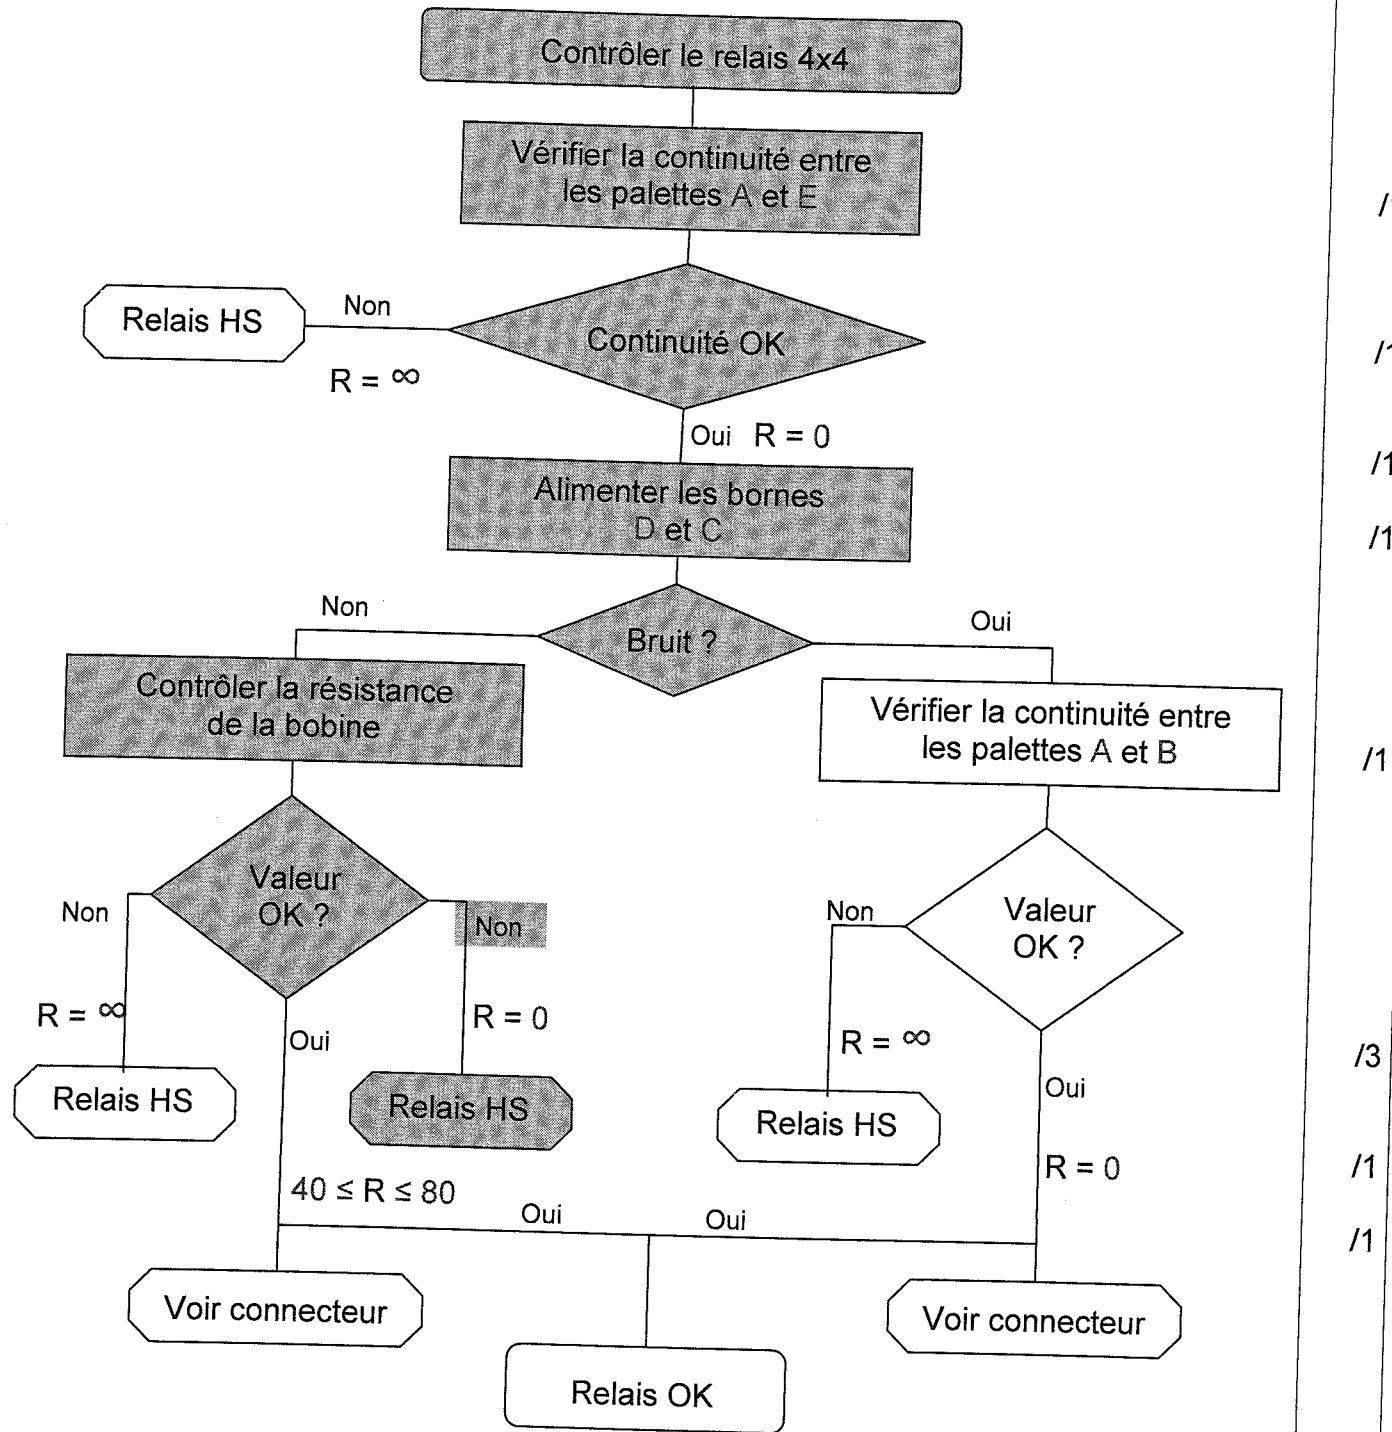 Contrôler le relais 4x4
Vérifier la continuité entre
les palettes A et E
Relais HS
Non
R = ∞
Continuité OK
Oui R = 0
Alimenter les bornes
D et C
Non
Bruit ?
Oui
Contrôler la résistance
de la bobine
Vérifier la continuité entre
les palettes A et B
Valeur
OK ?
Non
Non
R = ∞
R = 0
Oui
Relais HS
Relais HS
40 ≤ R ≤ 80
Valeur
OK ?
Non
R = ∞
Relais HS
Oui
R = 0
Oui
Oui
Voir connecteur
Relais OK
Voir connecteur
/1
/1
/1
/1
/3
/1
/1